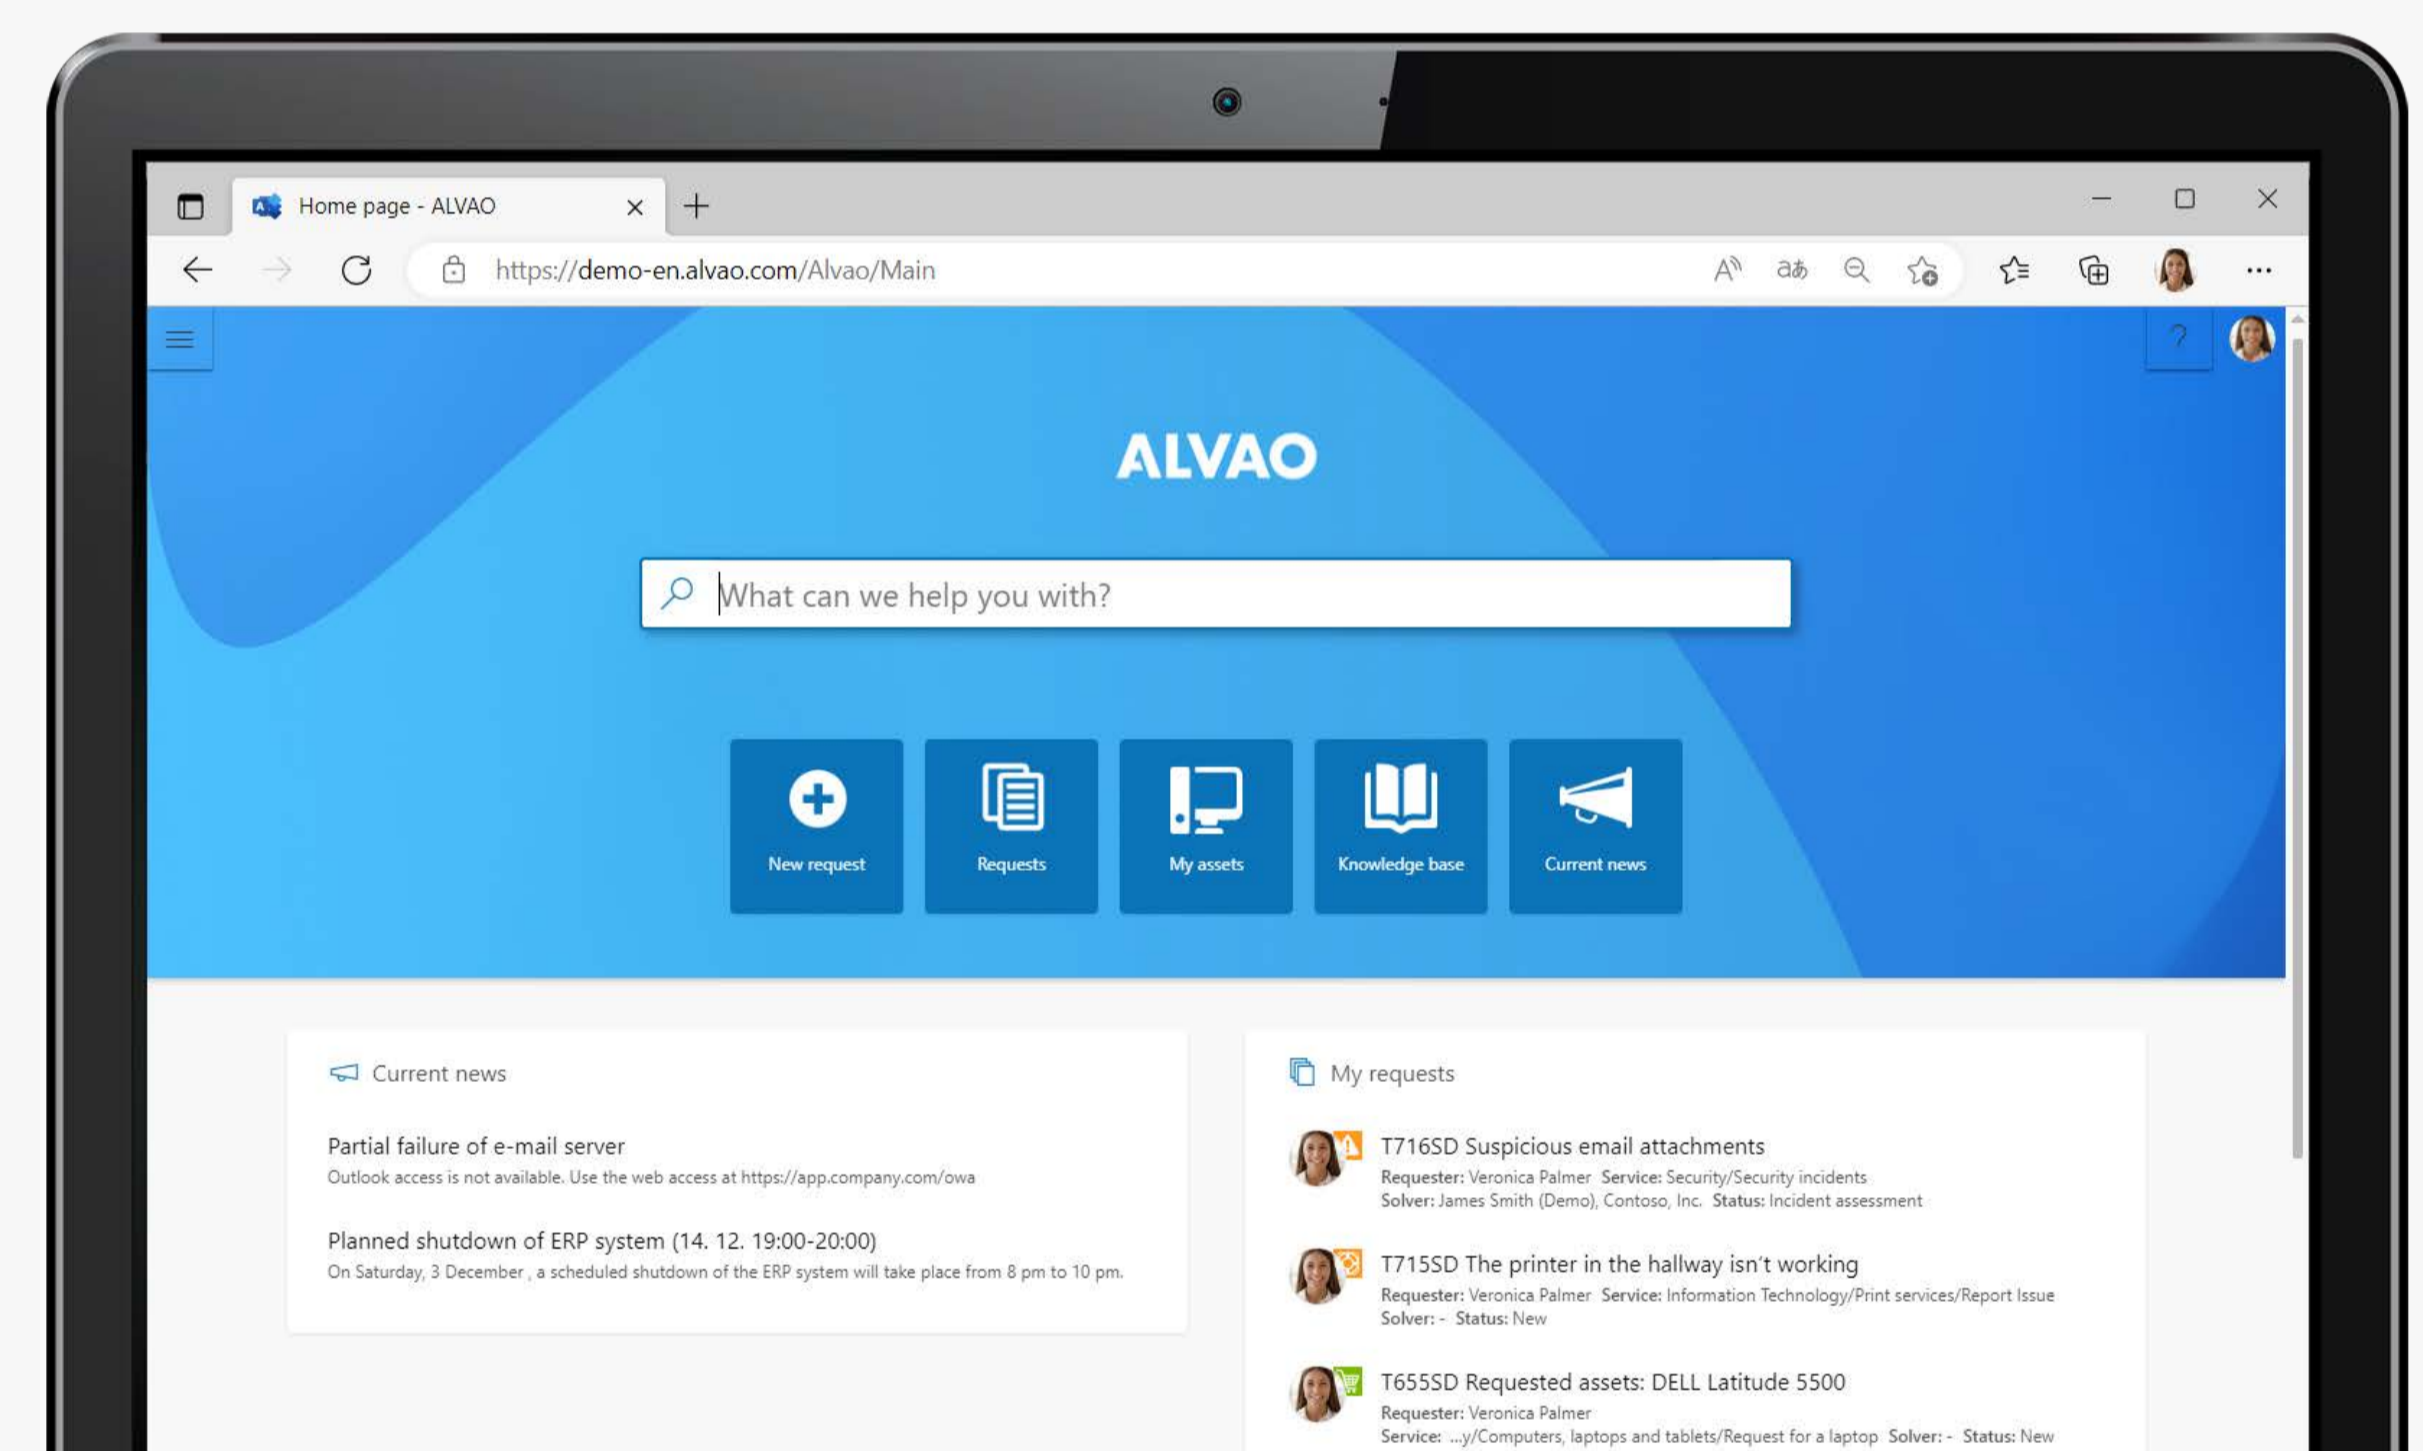 Home page - ALVAO
https://demo-en.alvao.com/Alvao/Main
ALVAO
What can we help you with?
New request
Requests
My assets
Knowledge base
Current news
Current news
Partial failure of e-mail server
Outlook access is not available. Use the web access at https://app.company.com/owa
Planned shutdown of ERP system (14. 12. 19:00-20:00)
On Saturday, 3 December , a scheduled shutdown of the ERP system will take place from 8 pm to 10 pm.
My requests
T716SD Suspicious email attachments
Requester: Veronica Palmer Service: Security/Security incidents
Solver: James Smith (Demo), Contoso, Inc. Status: Incident assessment
T715SD The printer in the hallway isn't working
Requester: Veronica Palmer Service: Information Technology/Print services/Report Issue
Solver: - Status: New
T655SD Requested assets: DELL Latitude 5500
Requester: Veronica Palmer
Service: ...y/Computers, laptops and tablets/Request for a laptop Solver: - Status: New